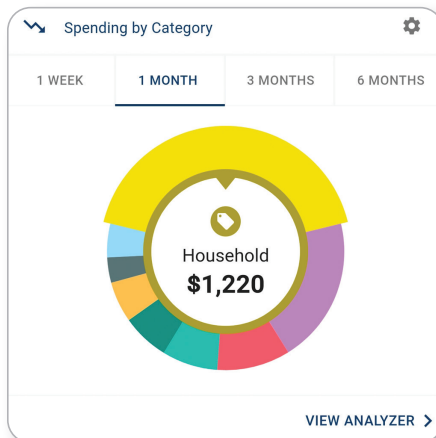 Spending by Category
1 WEEK
1 MONTH
3 MONTHS
6 MONTHS
Household
$1,220
VIEW ANALYZER